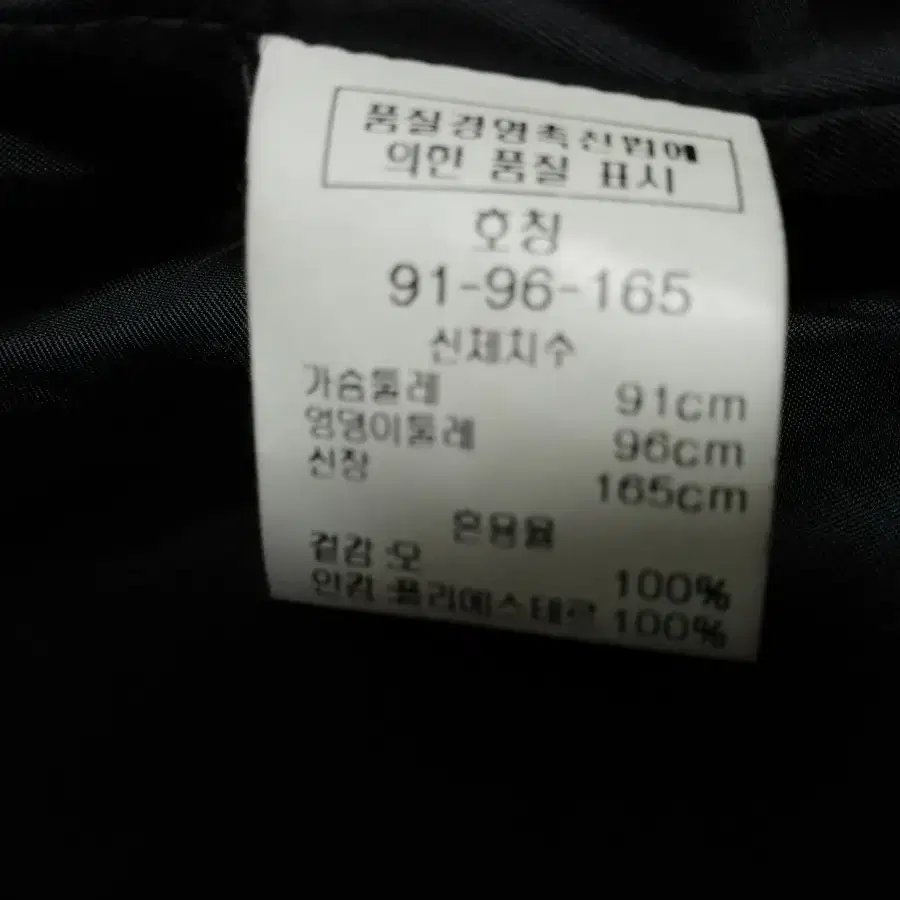 품질경영촉진법에
의한 품질 표시
호칭
91-96-165
신체치수
가슴둘레 91cm
엉덩이둘레 96cm
신장 165cm
혼용율
겉감:모 100%
안감:폴리에스테르 100%